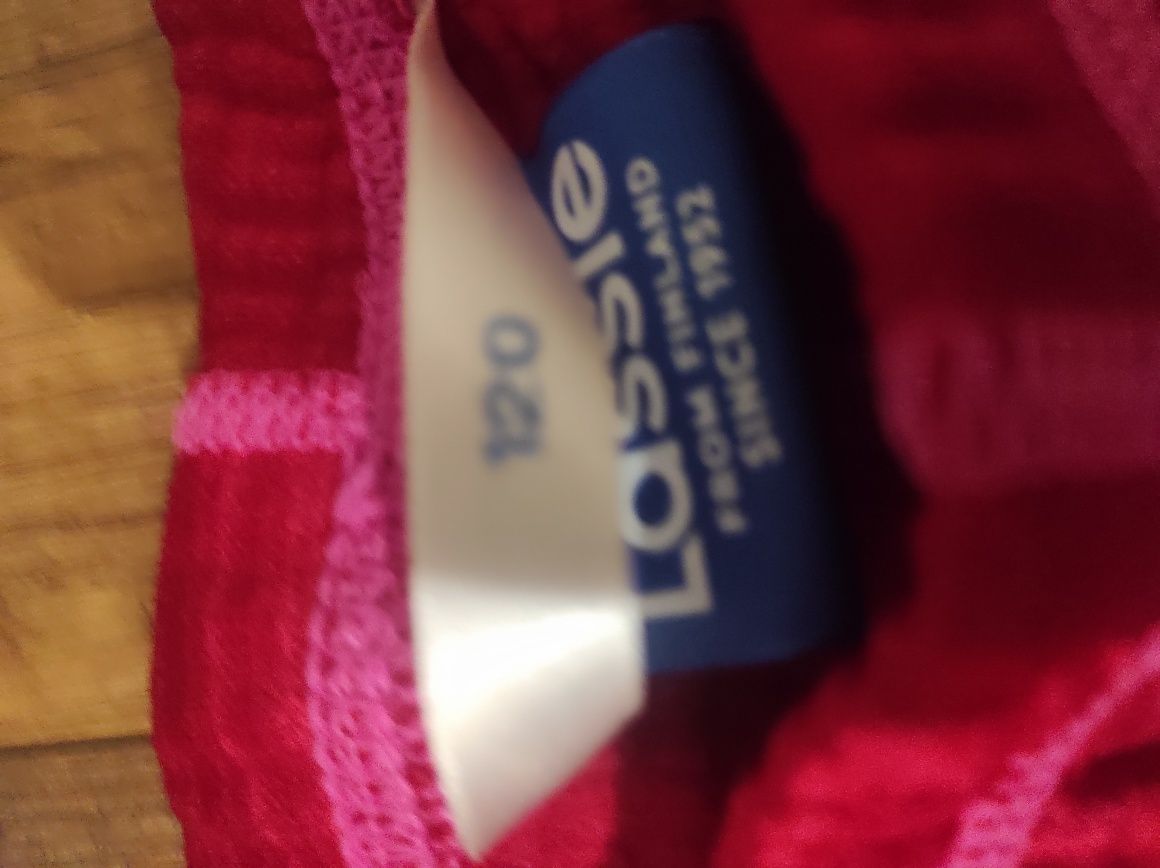 120
Lassie
FROM FINLAND
SINCE 1952